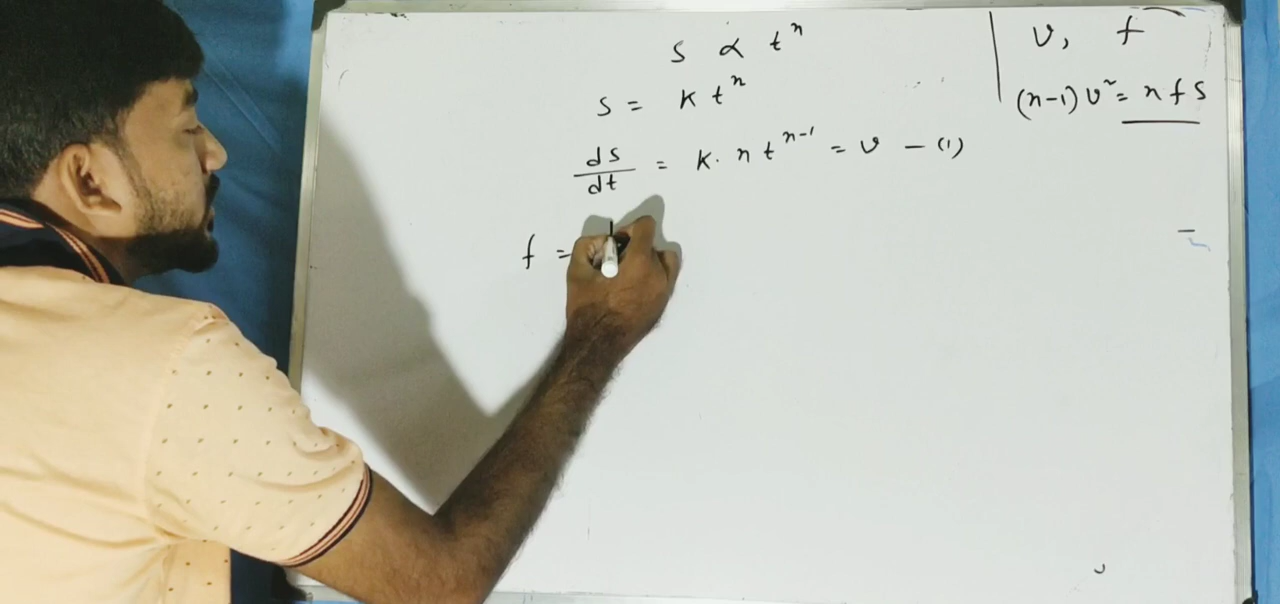 s ∝ tⁿ
s = k tⁿ
ds/dt = k. n tⁿ⁻¹ = v — (1)
f =
v, f
(n-1) v² = n f s